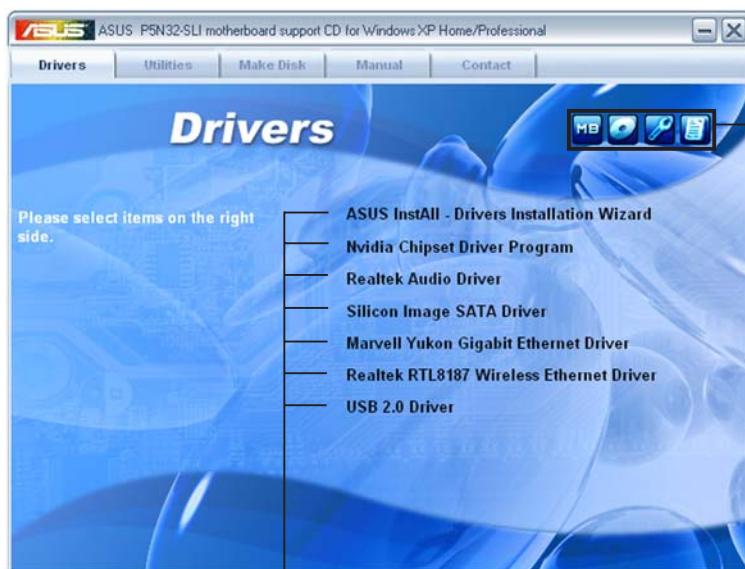 ASUS ASUS P5N32-SLI motherboard support CD for Windows XP Home/Professional
Drivers Utilities Make Disk Manual Contact
Drivers
MB
Please select items on the right
side.
ASUS InstAll - Drivers Installation Wizard
Nvidia Chipset Driver Program
Realtek Audio Driver
Silicon Image SATA Driver
Marvell Yukon Gigabit Ethernet Driver
Realtek RTL8187 Wireless Ethernet Driver
USB 2.0 Driver